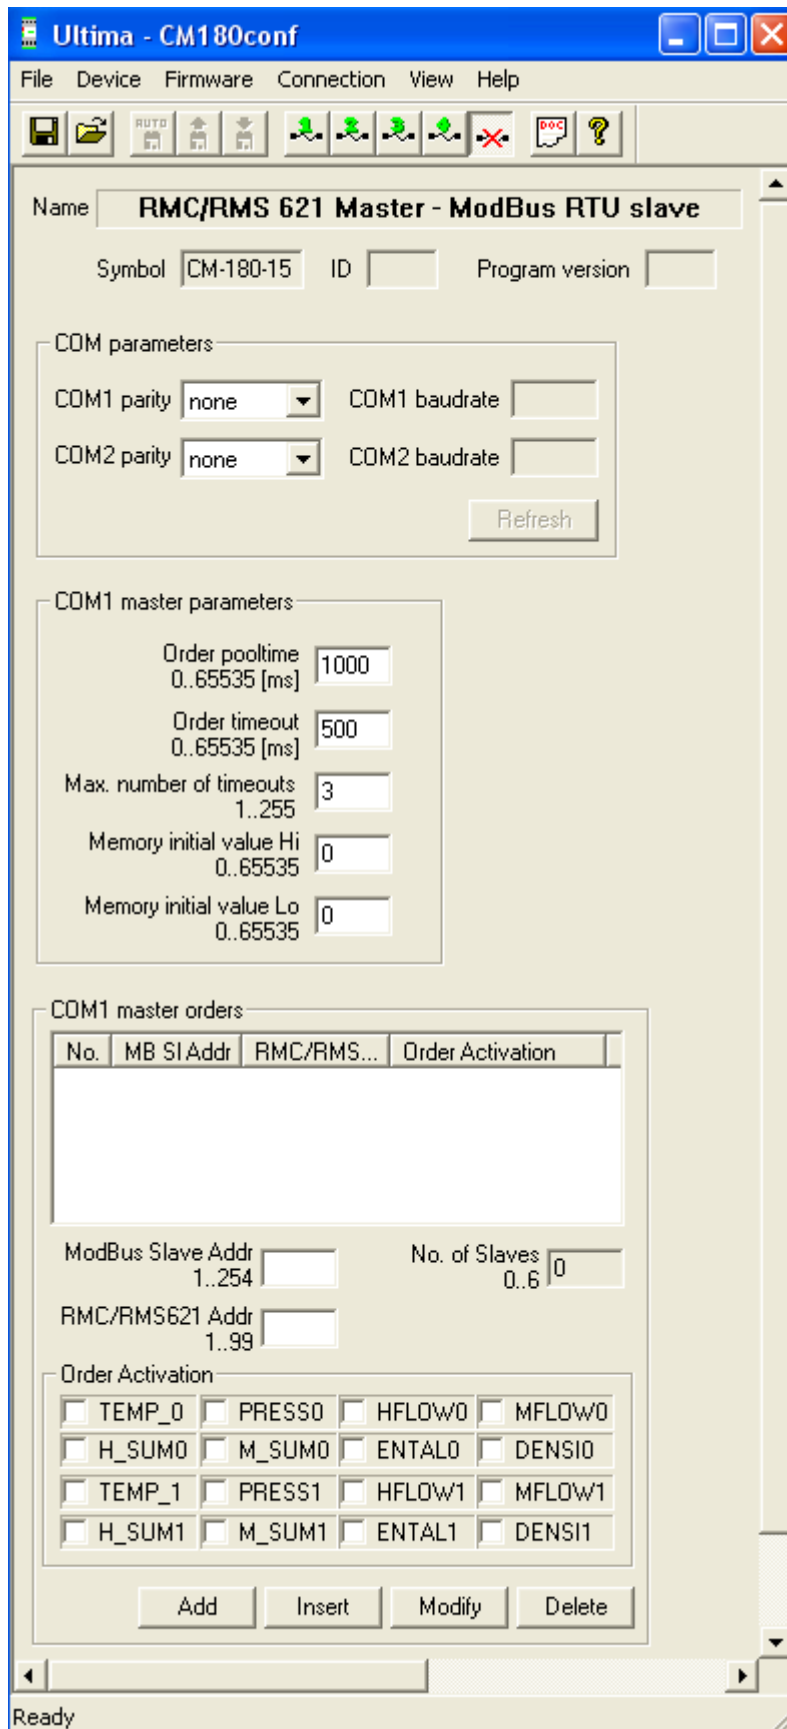 Ultima - CM180conf
File Device Firmware Connection View Help
AUTO 1 2 3 4 DOC ?
Name RMC/RMS 621 Master - ModBus RTU slave
Symbol CM-180-15 ID Program version
COM parameters
COM1 parity none COM1 baudrate
COM2 parity none COM2 baudrate
Refresh
COM1 master parameters
Order pooltime
0..65535 [ms] 1000
Order timeout
0..65535 [ms] 500
Max. number of timeouts
1..255 3
Memory initial value Hi
0..65535 0
Memory initial value Lo
0..65535 0
COM1 master orders
No. MB Sl Addr RMC/RMS... Order Activation
ModBus Slave Addr No. of Slaves
1..254 0..6 0
RMC/RMS621 Addr
1..99
Order Activation
TEMP_0 PRESS0 HFLOW0 MFLOW0
H_SUM0 M_SUM0 ENTAL0 DENSI0
TEMP_1 PRESS1 HFLOW1 MFLOW1
H_SUM1 M_SUM1 ENTAL1 DENSI1
Add Insert Modify Delete
Ready